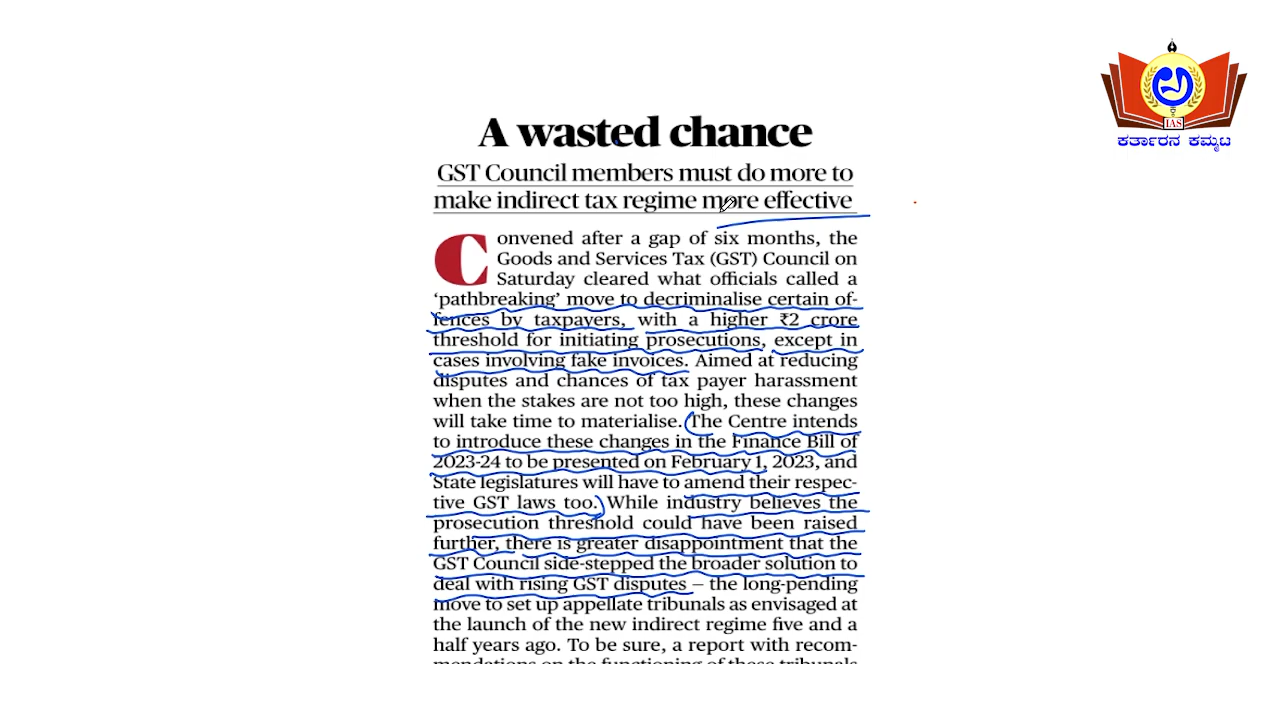 A wasted chance
GST Council members must do more to
make indirect tax regime more effective
Convened after a gap of six months, the
Goods and Services Tax (GST) Council on
Saturday cleared what officials called a
‘pathbreaking’ move to decriminalise certain of-
fences by taxpayers, with a higher ₹2 crore
threshold for initiating prosecutions, except in
cases involving fake invoices. Aimed at reducing
disputes and chances of tax payer harassment
when the stakes are not too high, these changes
will take time to materialise. The Centre intends
to introduce these changes in the Finance Bill of
2023-24 to be presented on February 1, 2023, and
State legislatures will have to amend their respec-
tive GST laws too. While industry believes the
prosecution threshold could have been raised
further, there is greater disappointment that the
GST Council side-stepped the broader solution to
deal with rising GST disputes — the long-pending
move to set up appellate tribunals as envisaged at
the launch of the new indirect regime five and a
half years ago. To be sure, a report with recom-
mendations on the functioning of these tribunals
IAS
ಕರ್ತಾರನ ಕಮ್ಮಟ